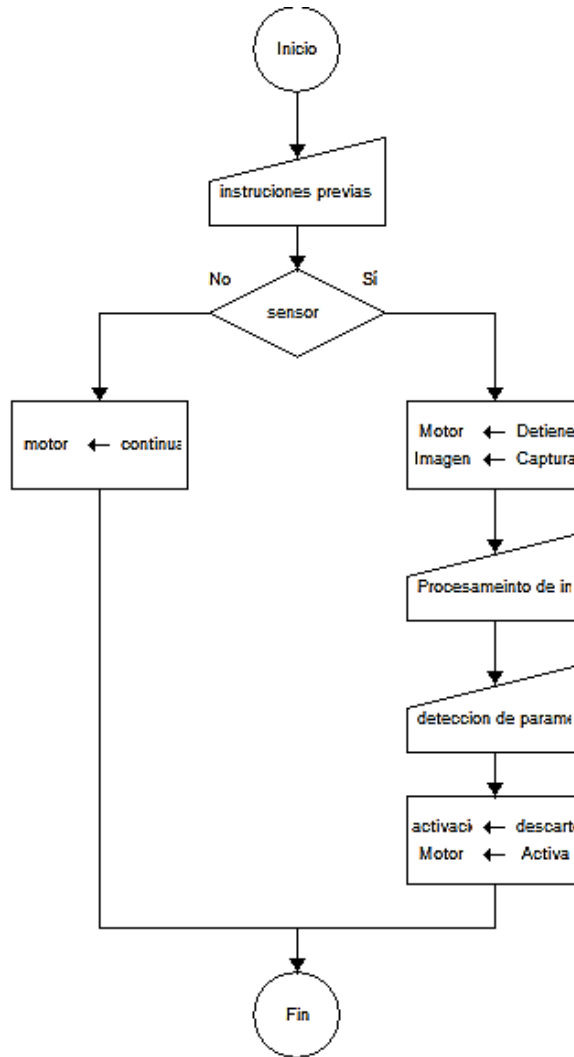 Inicio
instruciones previas
No
Sí
sensor
motor ← continua
Motor ← Detiene
Imagen ← Captura
Procesameinto de
deteccion de
← descarte
Motor ← Activa
Fin